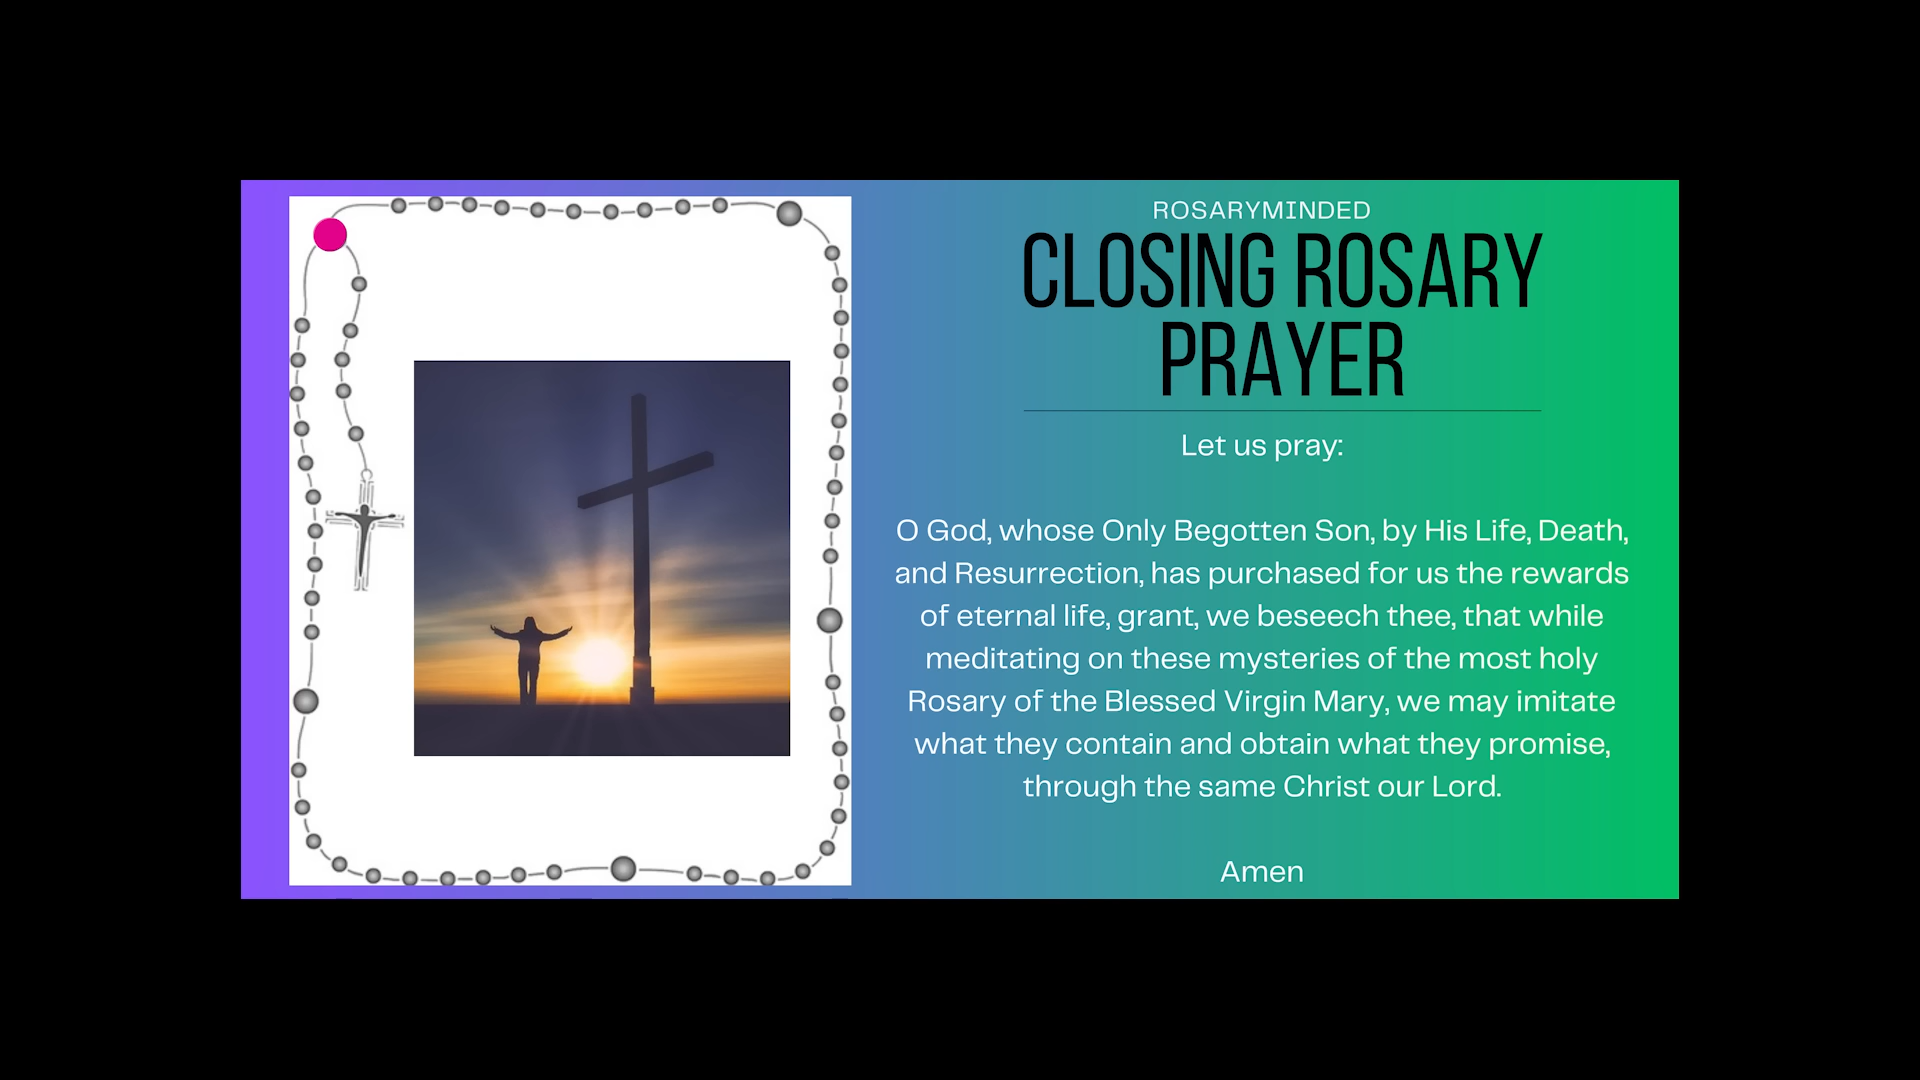 ROSARYMINDED
CLOSING ROSARY
PRAYER
Let us pray:
O God, whose Only Begotten Son, by His Life, Death,
and Resurrection, has purchased for us the rewards
of eternal life, grant, we beseech thee, that while
meditating on these mysteries of the most holy
Rosary of the Blessed Virgin Mary, we may imitate
what they contain and obtain what they promise,
through the same Christ our Lord.
Amen